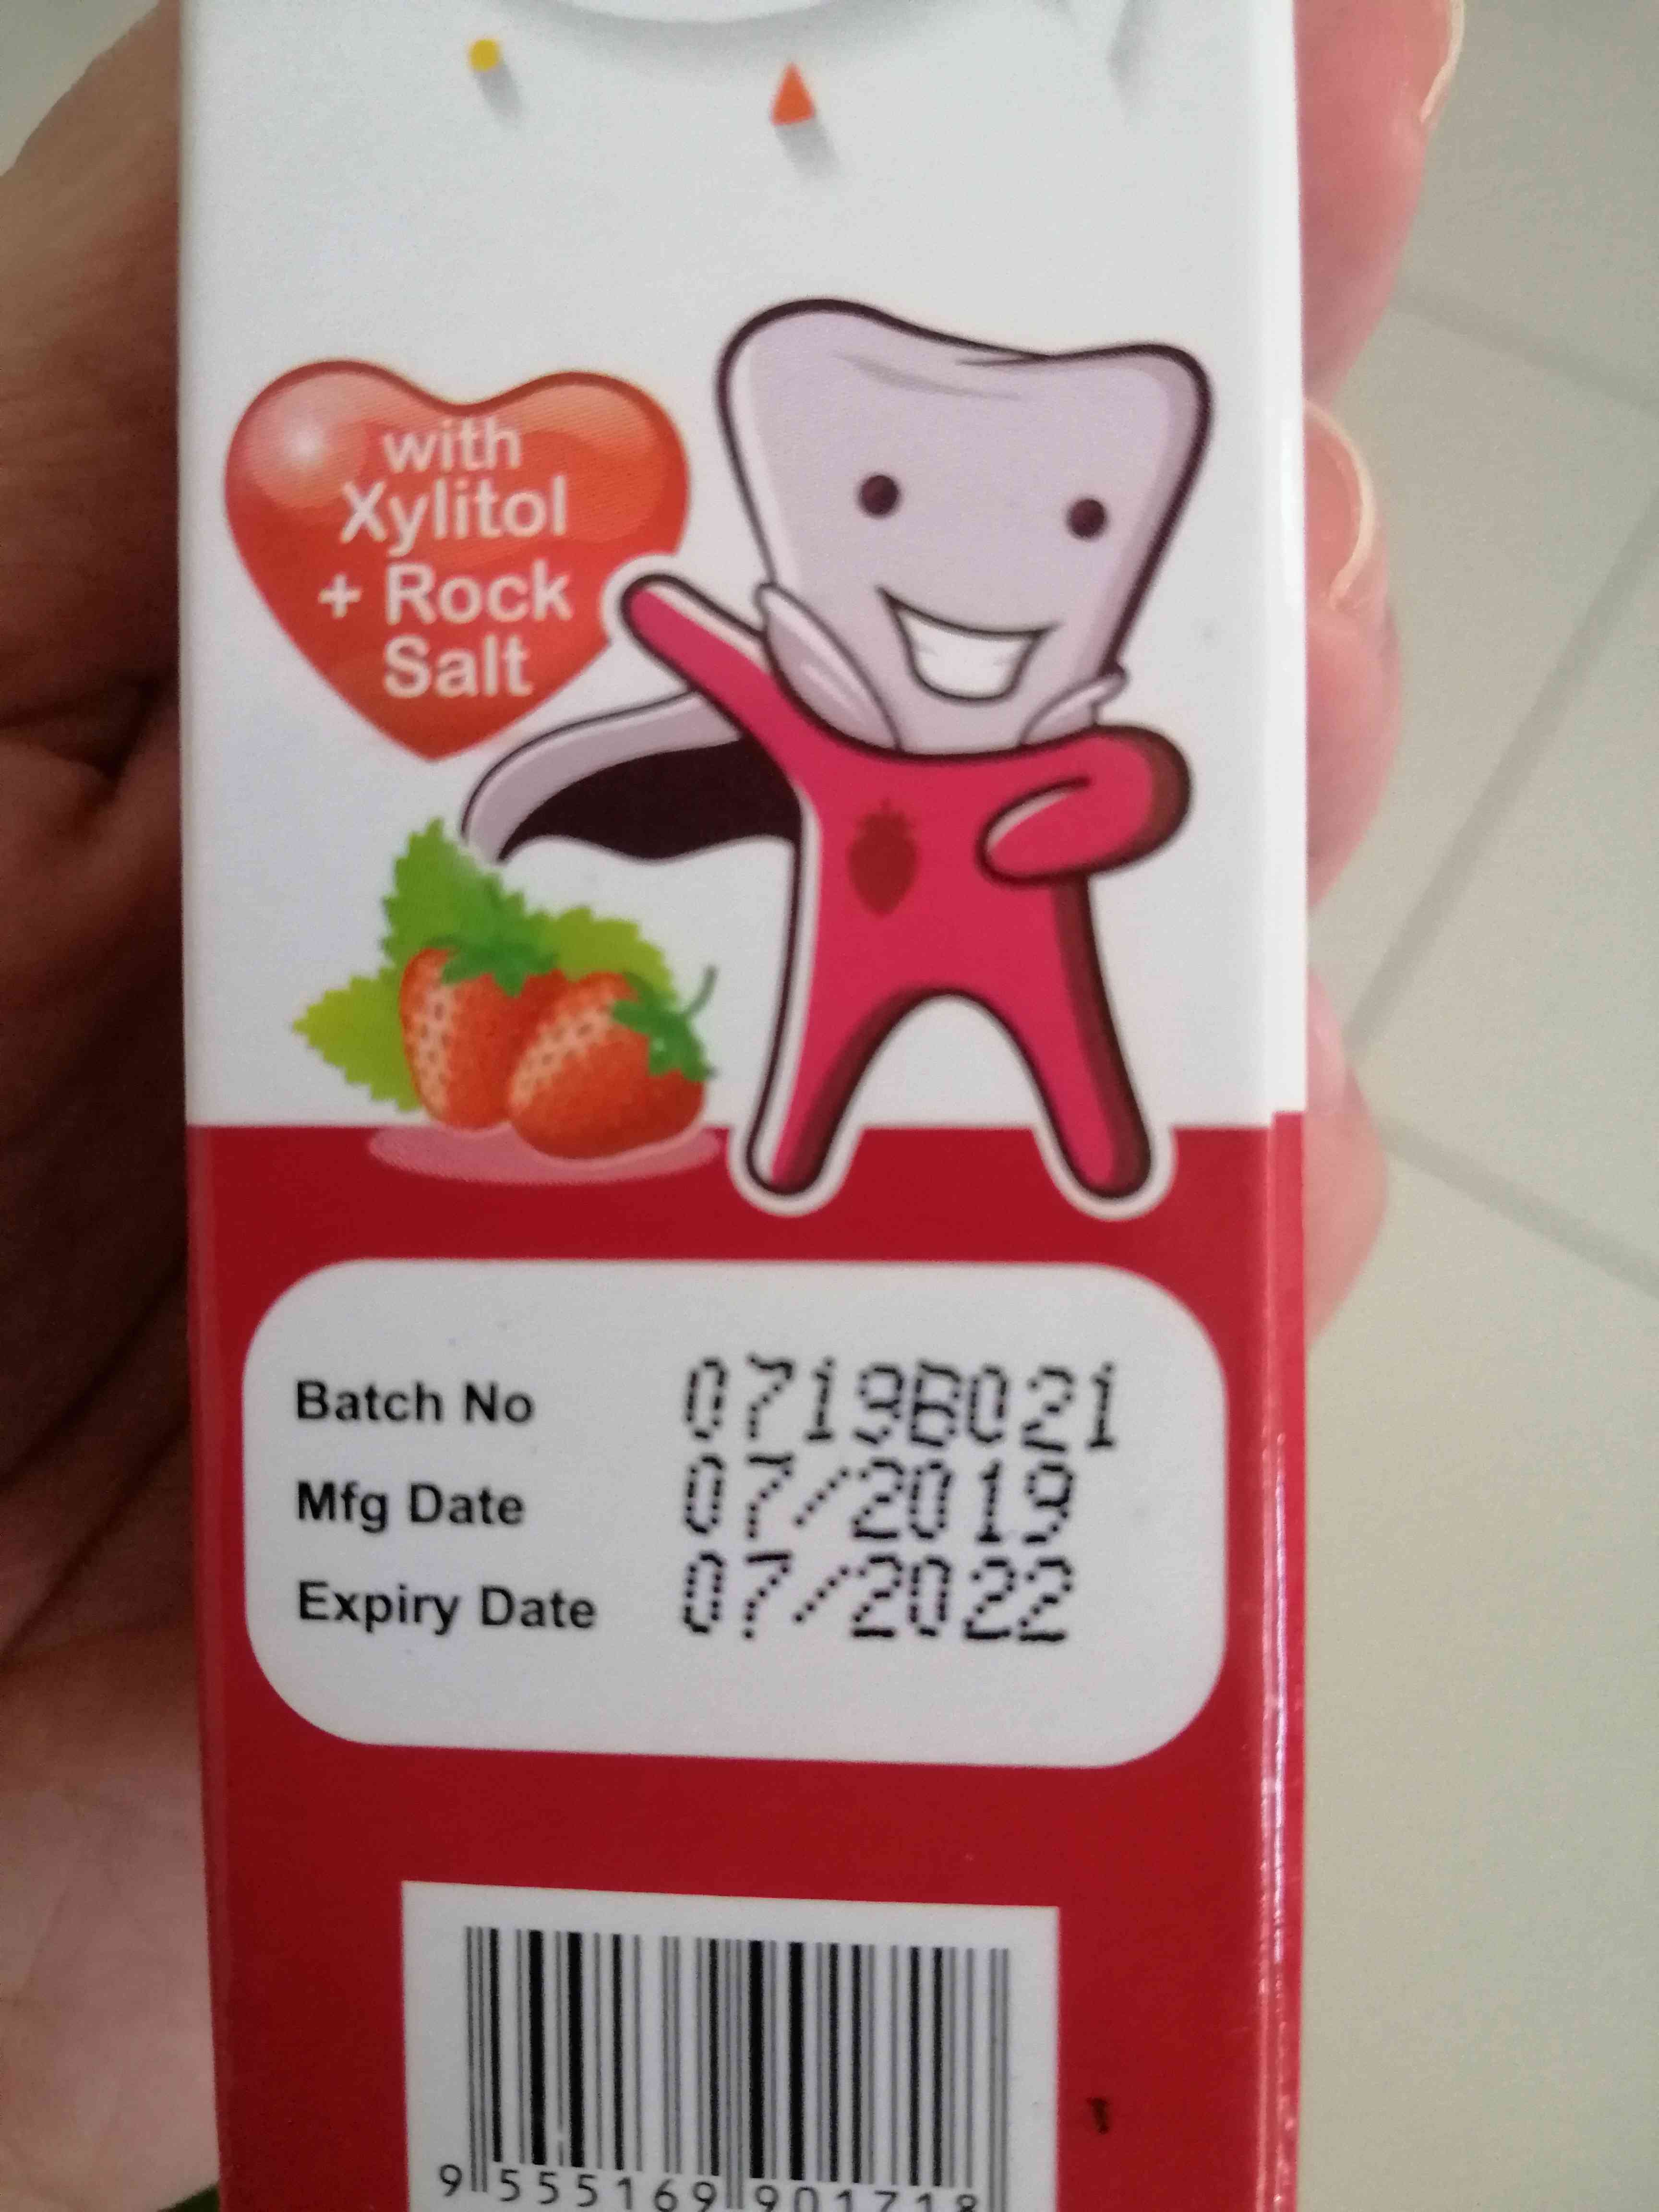 with
Xylitol
+ Rock
Salt
Batch No 0719B021
Mfg Date 07/2019
Expiry Date 07/2022
9 555169 901718